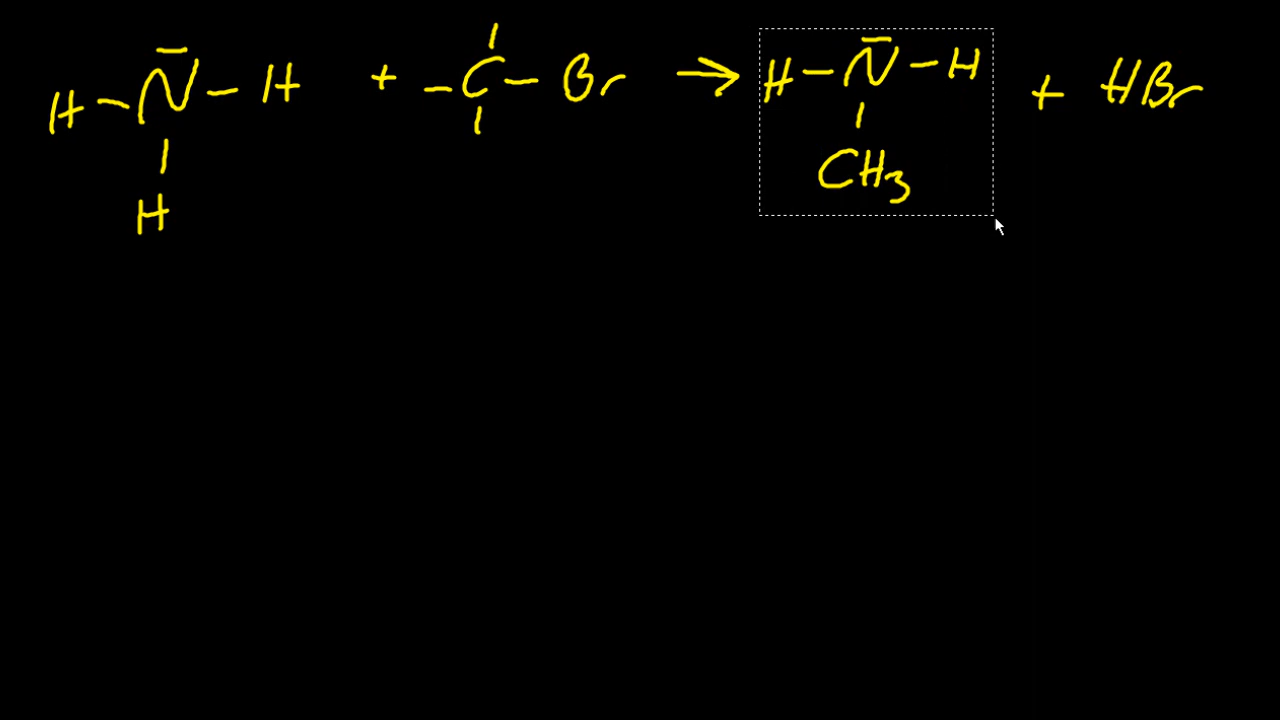 H – N̅ – H + – C – Br → H – N̅ – H + HBr
H CH3